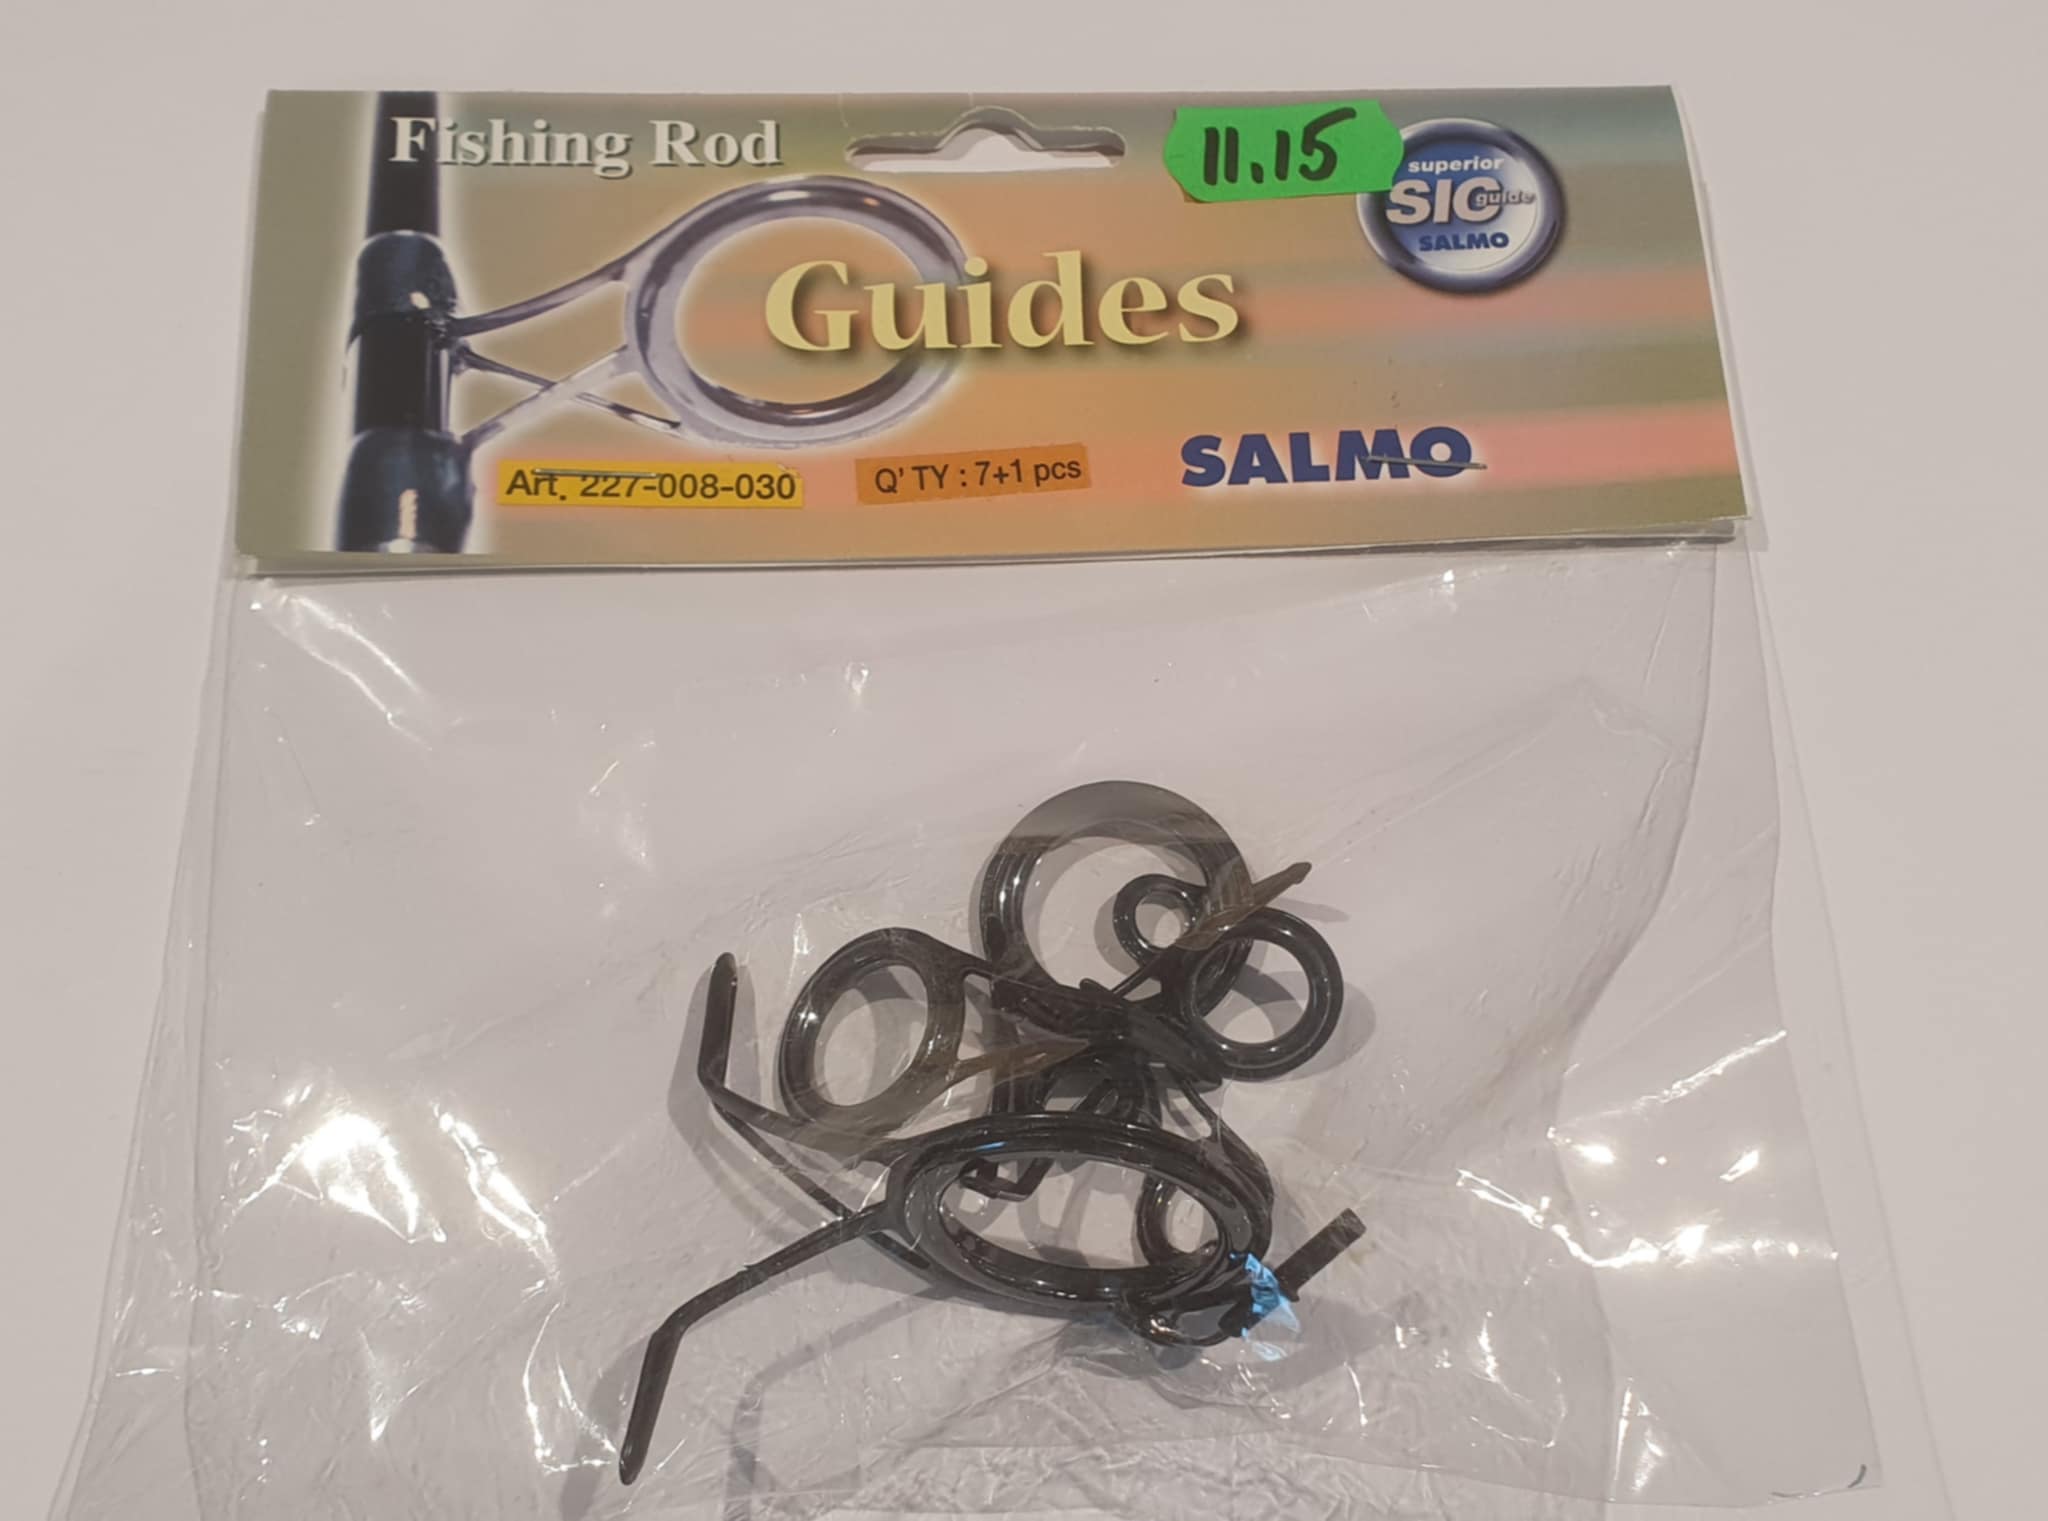 Fishing Rod
11.15
superior
SIC guide
SALMO
Guides
SALMO
Art. 227-008-030
Q'TY : 7+1 pcs